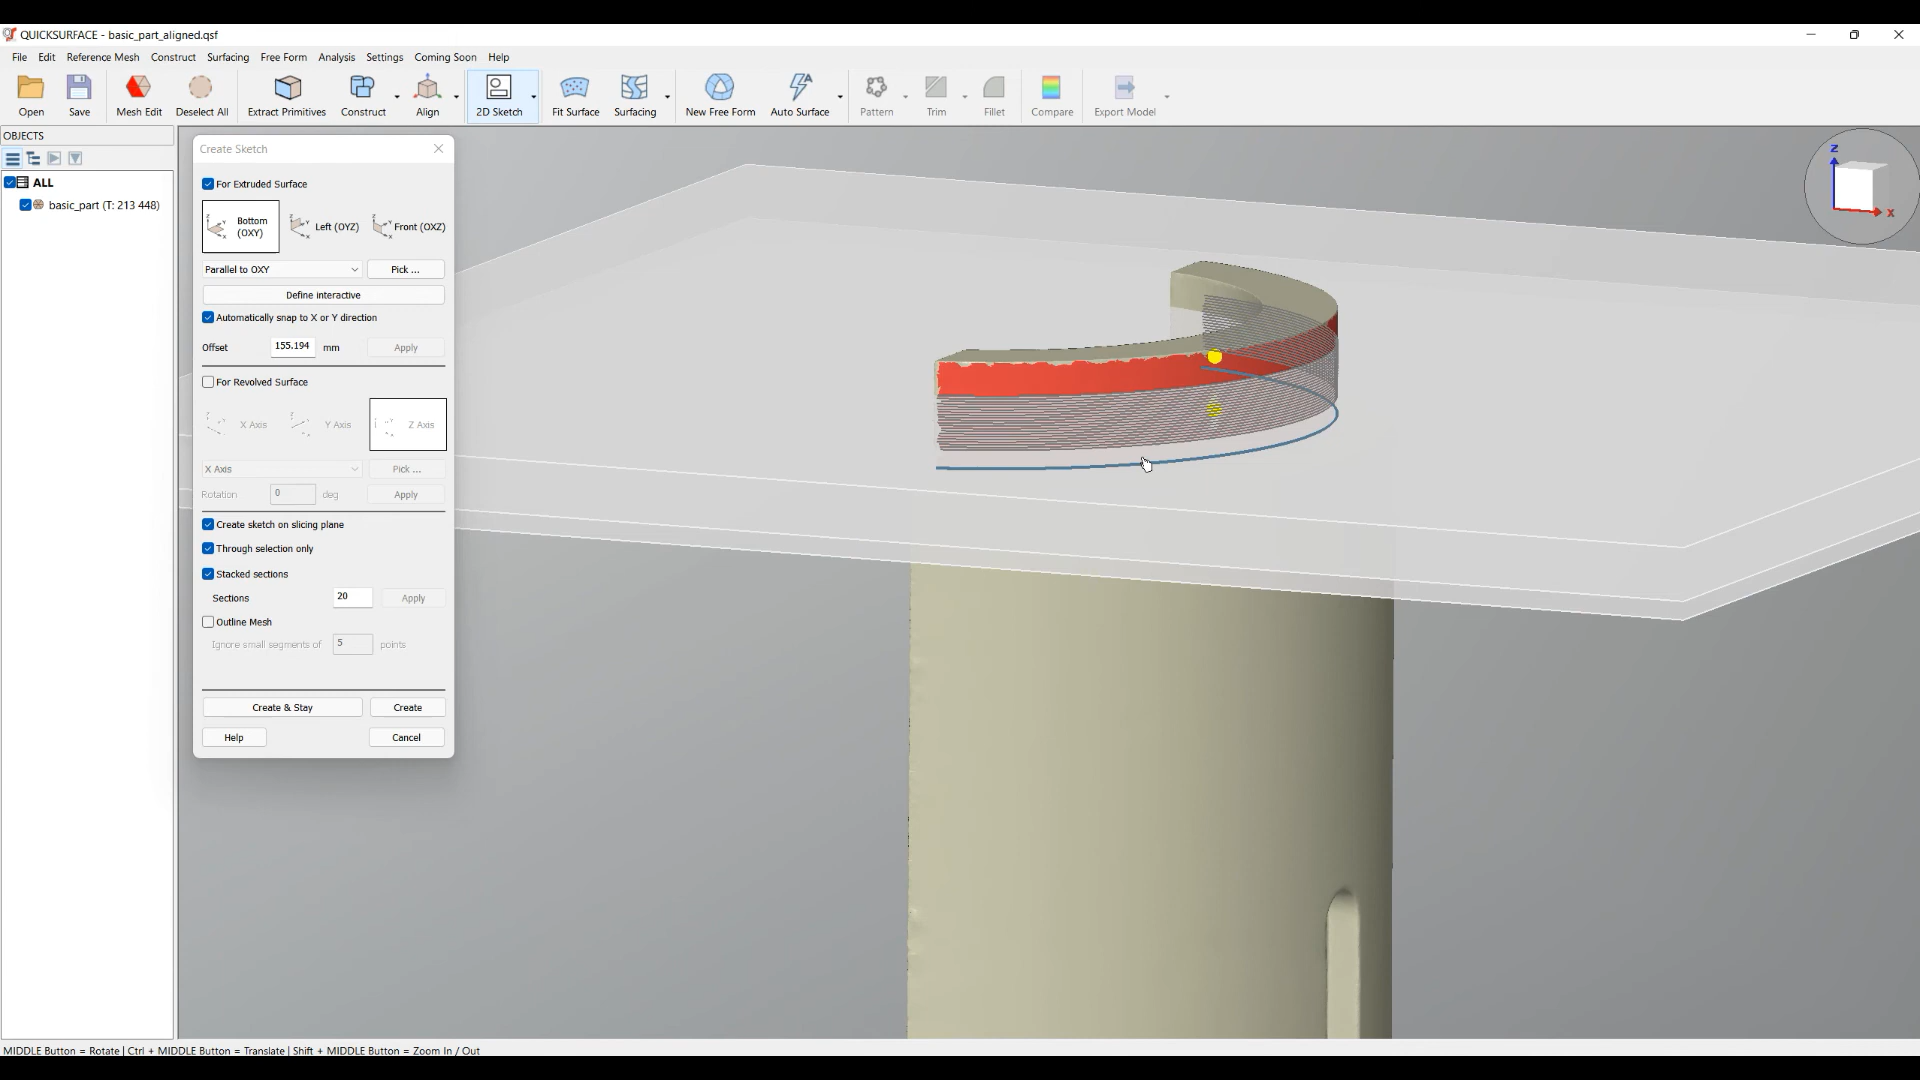 QUICKSURFACE - basic_part_aligned.qsf
File Edit Reference Mesh Construct Surfacing Free Form Analysis Settings Coming Soon Help
Open Save Mesh Edit Deselect All Extract Primitives Construct Align 2D Sketch Fit Surface Surfacing New Free Form Auto Surface Pattern Trim Fillet Compare Export Model
OBJECTS
ALL
basic_part (T: 213 448)
Create Sketch
For Extruded Surface
Bottom
(OXY)
Left (OYZ)
Front (OXZ)
Parallel to OXY
Pick ...
Define interactive
Automatically snap to X or Y direction
Offset 155.194 mm Apply
For Revolved Surface
X Axis Y Axis Z Axis
X Axis Pick ...
Rotation 0 deg Apply
Create sketch on slicing plane
Through selection only
Stacked sections
Sections 20 Apply
Outline Mesh
Ignore small segments of 5 points
Create & Stay Create
Help Cancel
Z
X
MIDDLE Button = Rotate | Ctrl + MIDDLE Button = Translate | Shift + MIDDLE Button = Zoom In / Out